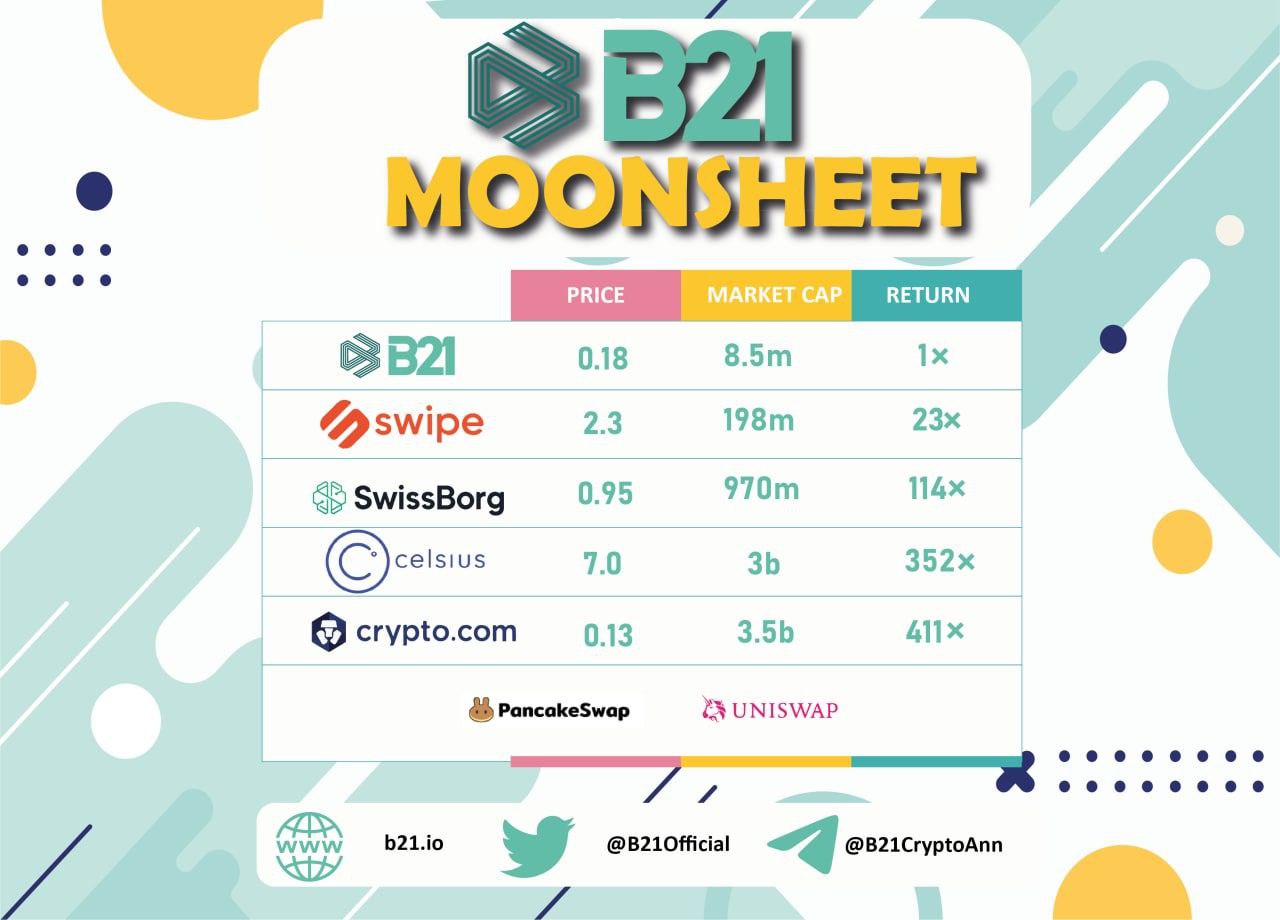 B21
MOONSHEET
PRICE MARKET CAP RETURN
B21 0.18 8.5m 1×
swipe 2.3 198m 23×
SwissBorg 0.95 970m 114×
celsius 7.0 3b 352×
crypto.com 0.13 3.5b 411×
PancakeSwap UNISWAP
www b21.io @B21Official @B21CryptoAnn